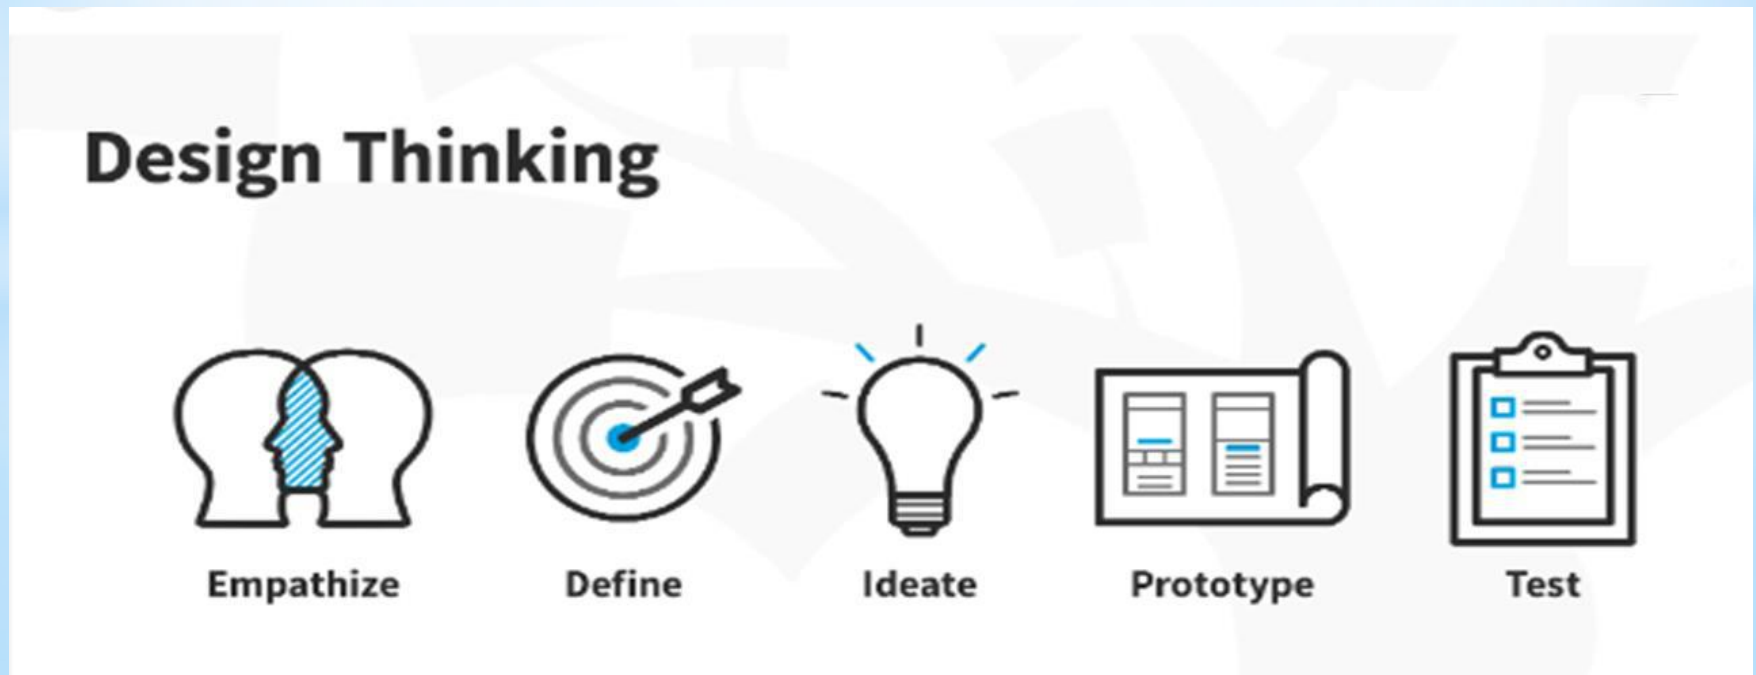 Design Thinking
Empathize
Define
Ideate
Prototype
Test